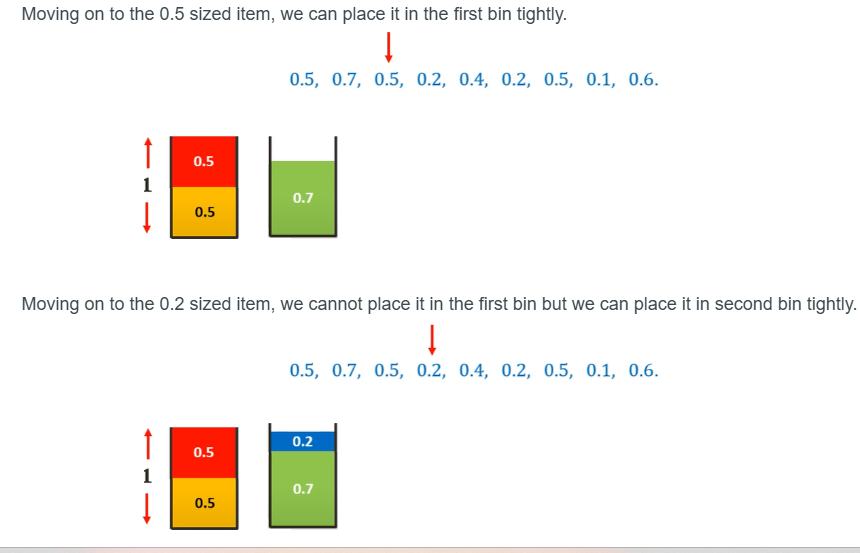 Moving on to the 0.5 sized item, we can place it in the first bin tightly.
0.5, 0.7, 0.5, 0.2, 0.4, 0.2, 0.5, 0.1, 0.6.
0.5
1
0.7
0.5
Moving on to the 0.2 sized item, we cannot place it in the first bin but we can place it in second bin tightly.
0.5, 0.7, 0.5, 0.2, 0.4, 0.2, 0.5, 0.1, 0.6.
0.2
0.5
1
0.7
0.5